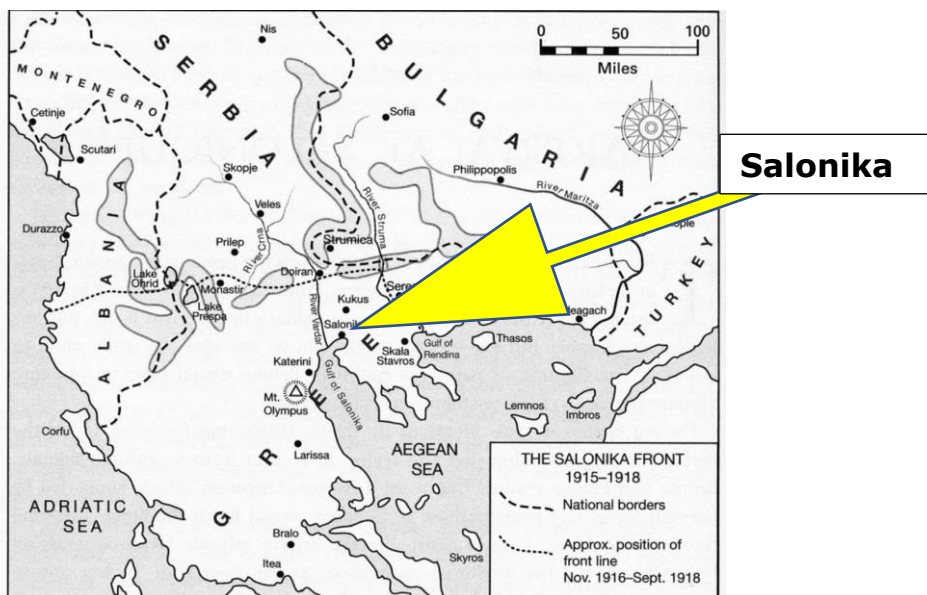 Nis
0 50 100
Miles
SERBIA
BULGARIA
MONTENEGRO
Cetinje
Sofia
Scutari
Salonika
Skopje
Philippopolis
River Maritza
Veles
River Struma
Durazzo
ALBANIA
Prilep
River Crna
Strumica
TURKEY
Lake
Ohrid
Doiran
Monastir
Lake
Prespa
Kukus
River Vardar
Skala
Stavros
Gulf of
Rendina
Thasos
Katerini
Gulf of Salonika
Mt.
Olympus
Lemnos
Imbros
Corfu
Larissa
AEGEAN
SEA
GREE
ADRIATIC
SEA
Bralo
Itea
Skyros
THE SALONIKA FRONT
1915–1918
National borders
Approx. position of
front line
Nov. 1916–Sept. 1918